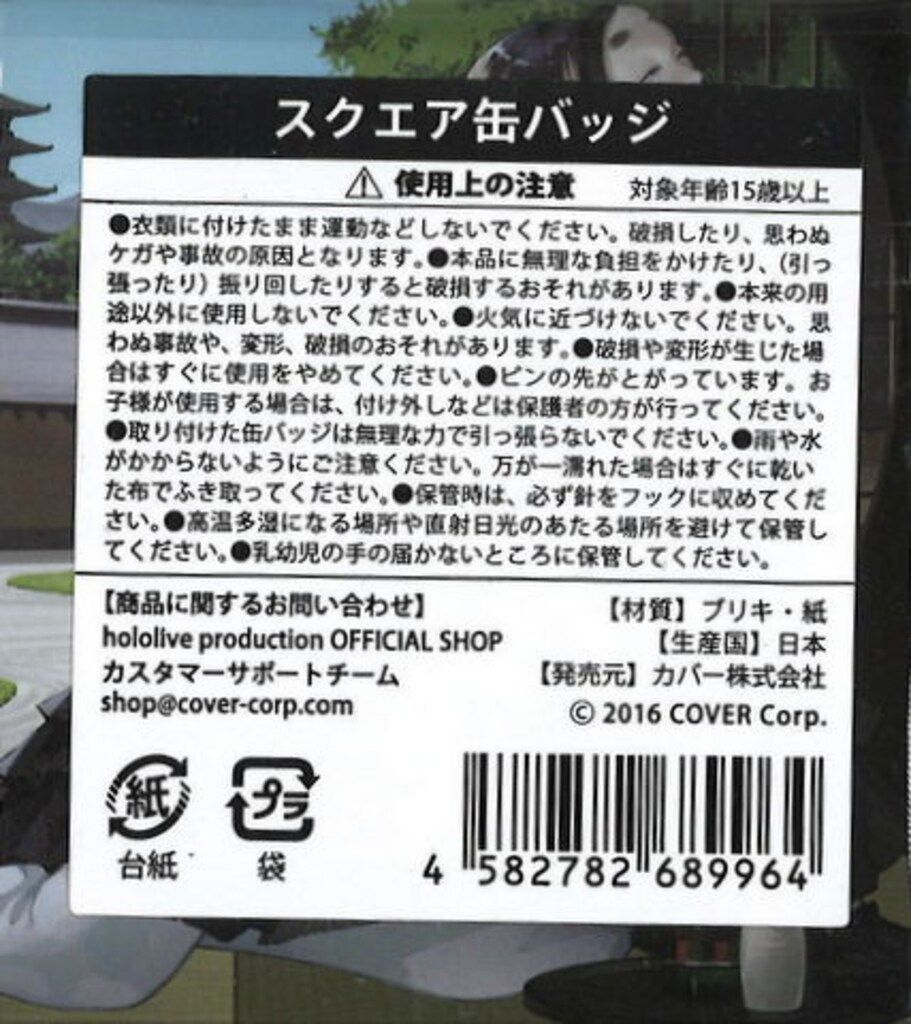 スクエア缶バッジ
⚠ 使用上の注意 対象年齢15歳以上
●衣類に付けたまま運動などしないでください。破損したり、思わぬ
ケガや事故の原因となります。●本品に無理な負担をかけたり、(引っ
張ったり)振り回したりすると破損するおそれがあります。●本来の用
途以外に使用しないでください。●火気に近づけないでください。思
わぬ事故や、変形、破損のおそれがあります。●破損や変形が生じた場
合はすぐに使用をやめてください。●ピンの先がとがっています。お
子様が使用する場合は、付け外しなどは保護者の方が行ってください。
●取り付けた缶バッジは無理な力で引っ張らないでください。●雨や水
がかからないようにご注意ください。万が一濡れた場合はすぐに乾い
た布でふき取ってください。●保管時は、必ず針をフックに収めてくだ
さい。●高温多湿になる場所や直射日光のあたる場所を避けて保管し
てください。●乳幼児の手の届かないところに保管してください。
【商品に関するお問い合わせ】
hololive production OFFICIAL SHOP
カスタマーサポートチーム
shop@cover-corp.com
【材質】ブリキ・紙
【生産国】日本
【発売元】カバー株式会社
© 2016 COVER Corp.
紙
台紙
プラ
袋
4 582782 689964